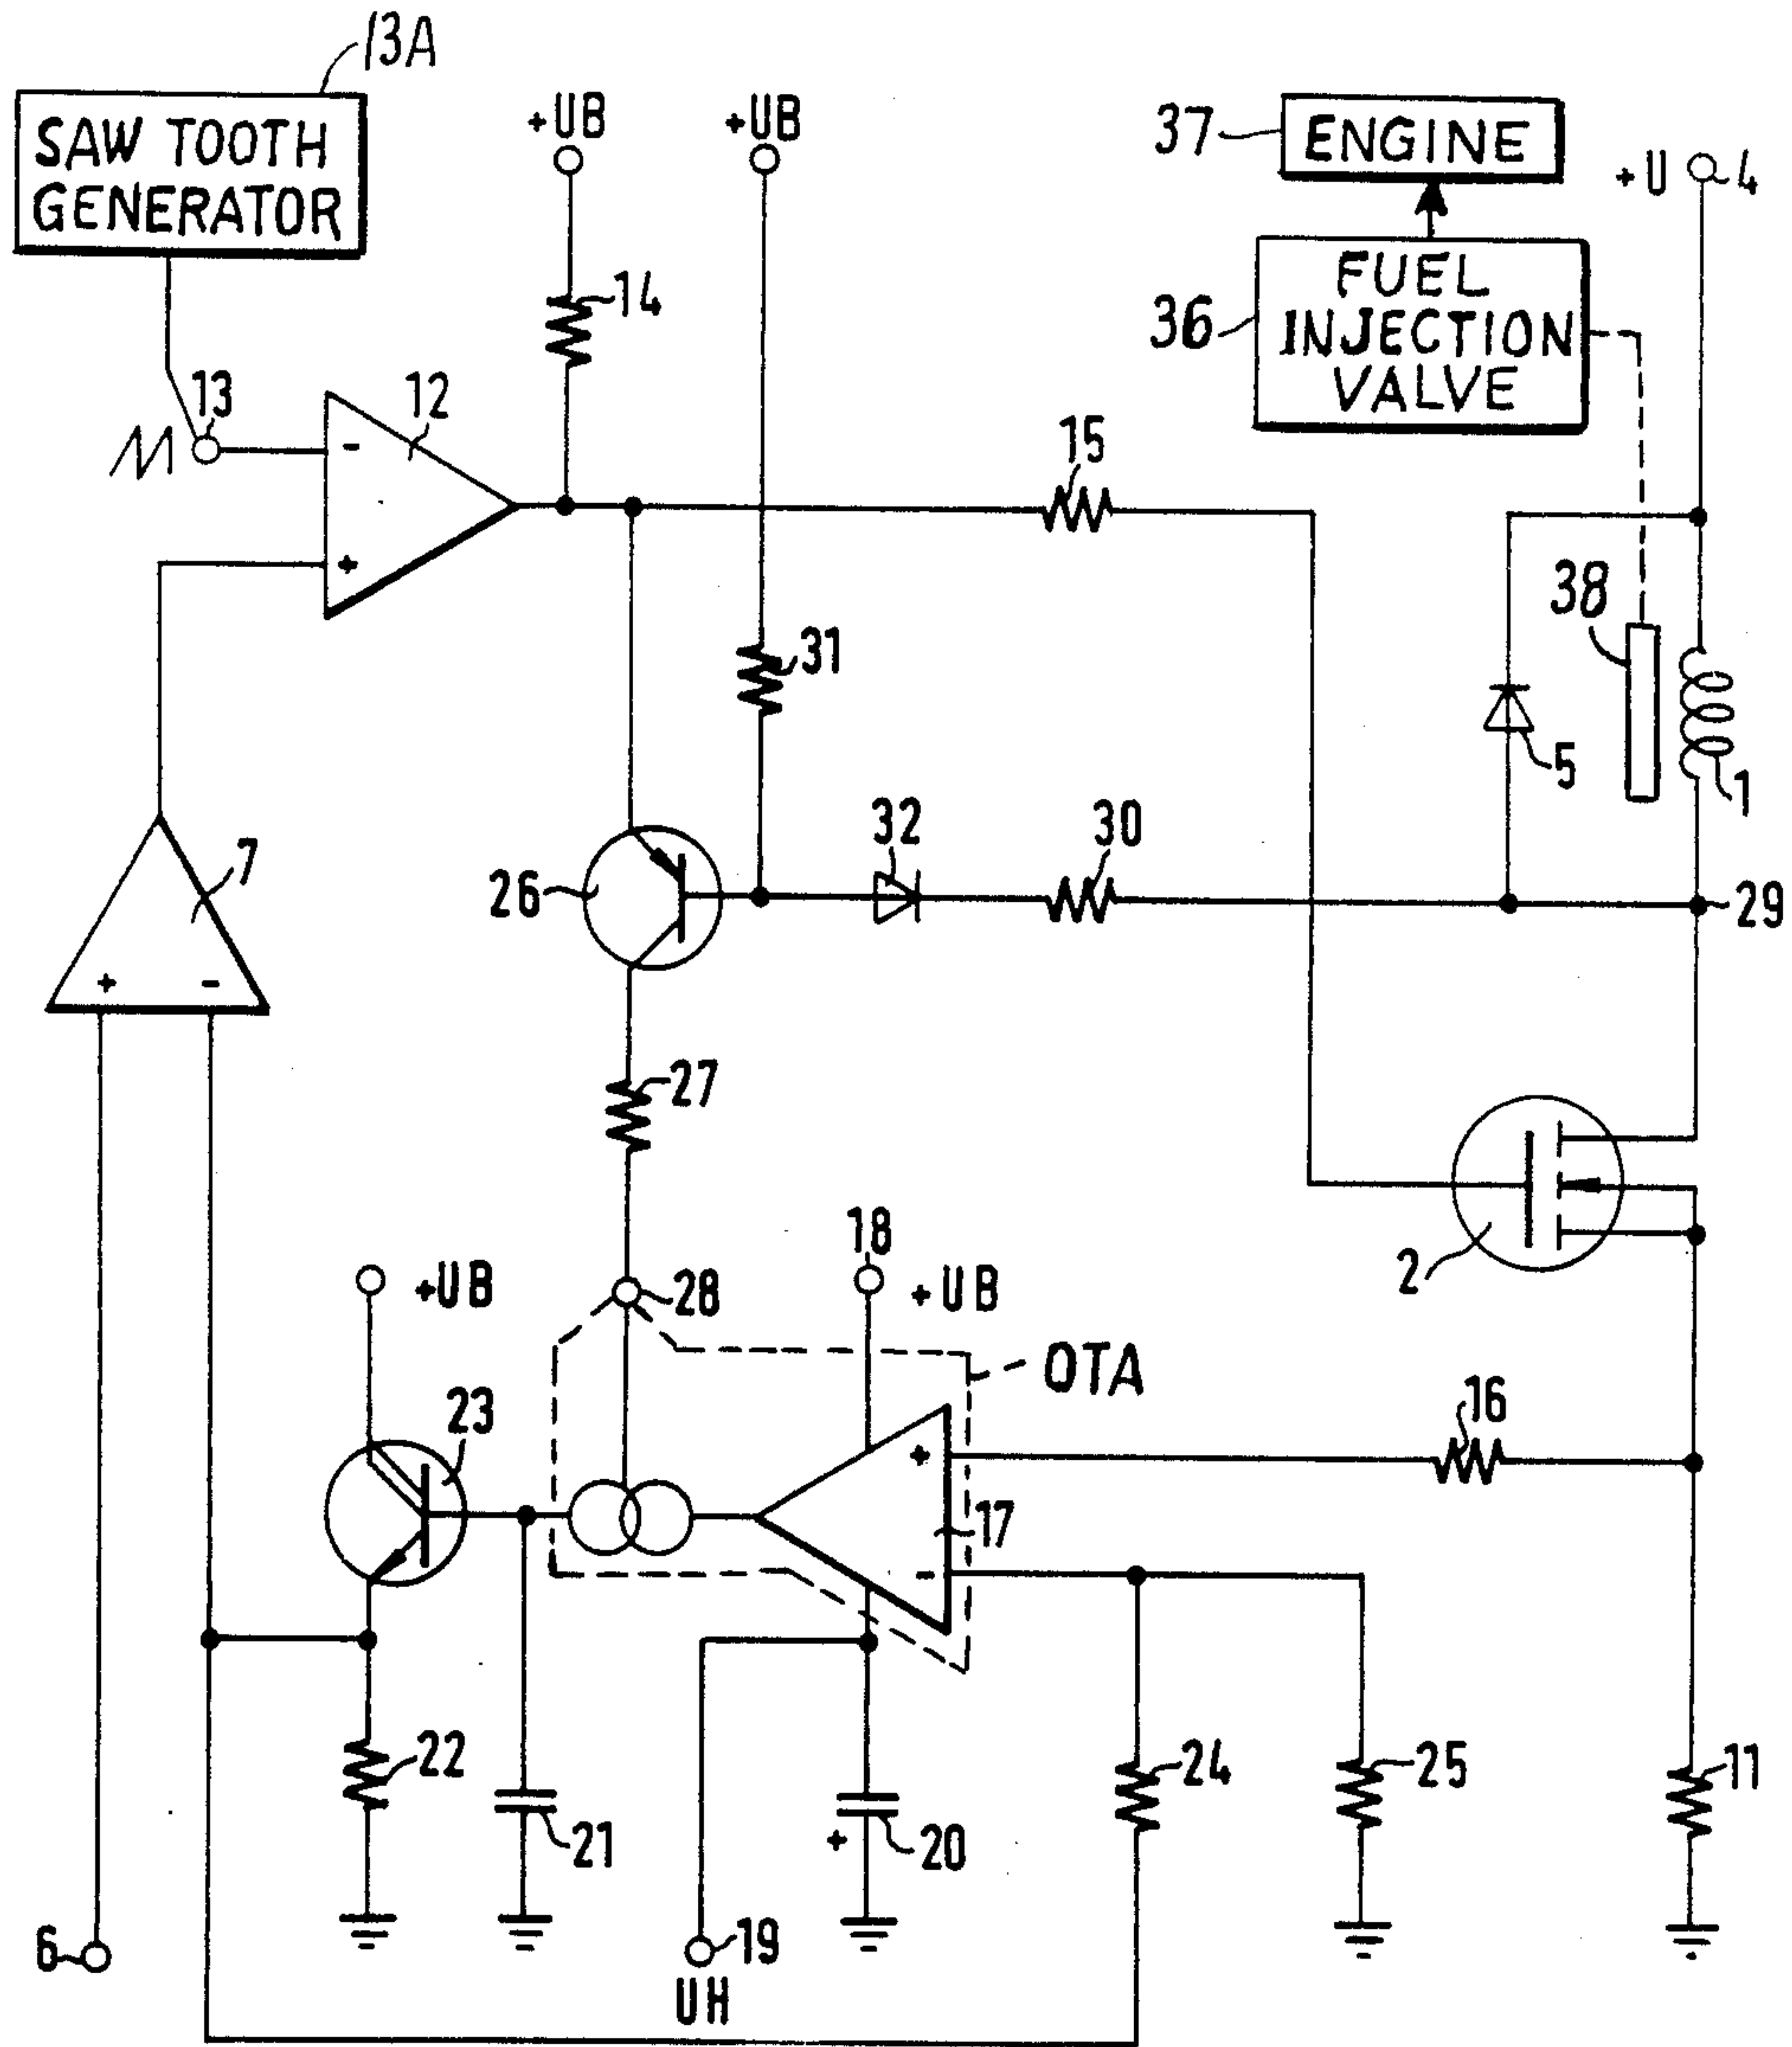 13A
SAW TOOTH
GENERATOR
+UB
+UB
37
ENGINE
+U
4
14
36
FUEL
INJECTION
VALVE
13
12
-
+
15
38
31
5
1
7
26
32
30
29
+ -
27
2
18
+UB
28
+UB
OTA
23
16
+
17
-
22
21
+
20
24
25
11
6
19
UH